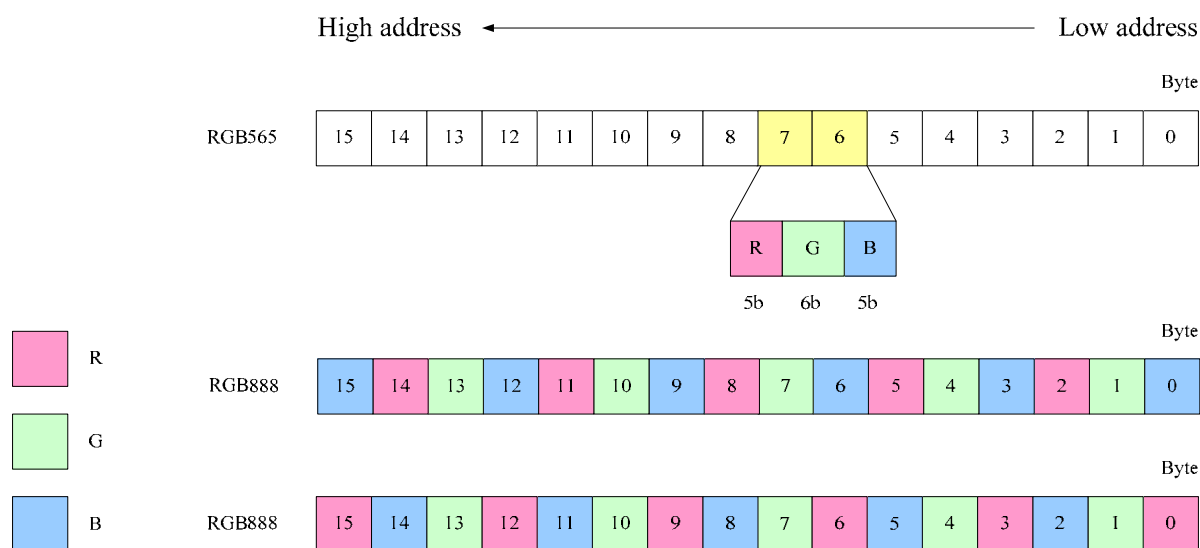 High address Low address
Byte
RGB565 15 14 13 12 11 10 9 8 7 6 5 4 3 2 1 0
R G B
5b 6b 5b
Byte
R RGB888 15 14 13 12 11 10 9 8 7 6 5 4 3 2 1 0
G
Byte
B RGB888 15 14 13 12 11 10 9 8 7 6 5 4 3 2 1 0